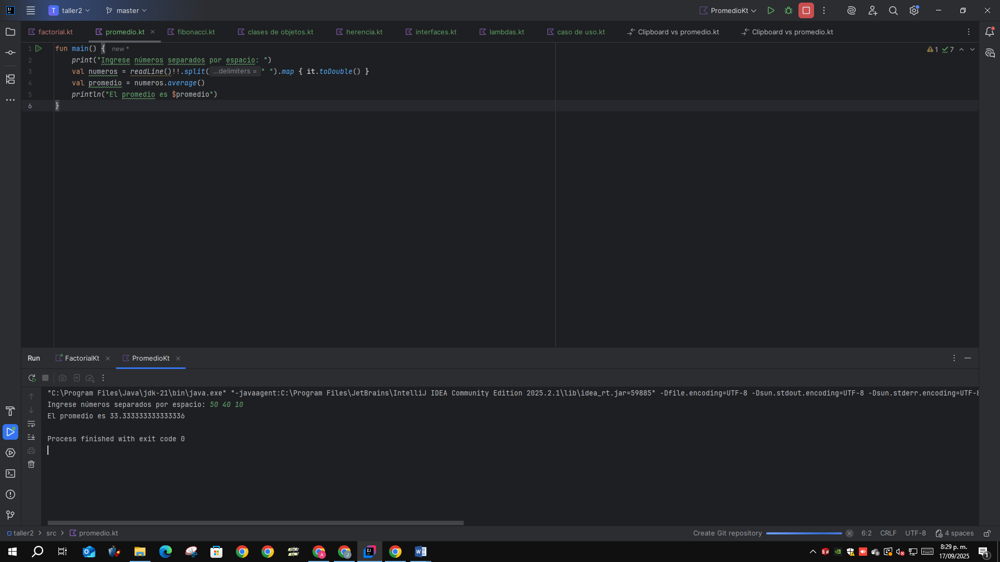 T taller2 master PromedioKt
factorial.kt promedio.kt fibonacci.kt clases de objetos.kt herencia.kt interfaces.kt lambdas.kt caso de uso.kt Clipboard vs promedio.kt Clipboard vs promedio.kt
1 fun main() { new * 1 7
2 print("Ingrese números separados por espacio: ")
3 val numeros = readLine()!!.split( ...delimiters = " ").map { it.toDouble() }
4 val promedio = numeros.average()
5 println("El promedio es $promedio")
6 }
Run FactorialKt PromedioKt
"C:\Program Files\Java\jdk-21\bin\java.exe" "-javaagent:C:\Program Files\JetBrains\IntelliJ IDEA Community Edition 2025.2.1\lib\idea_rt.jar=59885" -Dfile.encoding=UTF-8 -Dsun.stdout.encoding=UTF-8 -Dsun.stderr.encoding=UTF-8
Ingrese números separados por espacio: 50 40 10
El promedio es 33.333333333333336
Process finished with exit code 0
taller2 > src > promedio.kt Create Git repository 6:2 CRLF UTF-8 4 spaces
8:29 p. m.
17/09/2025
1